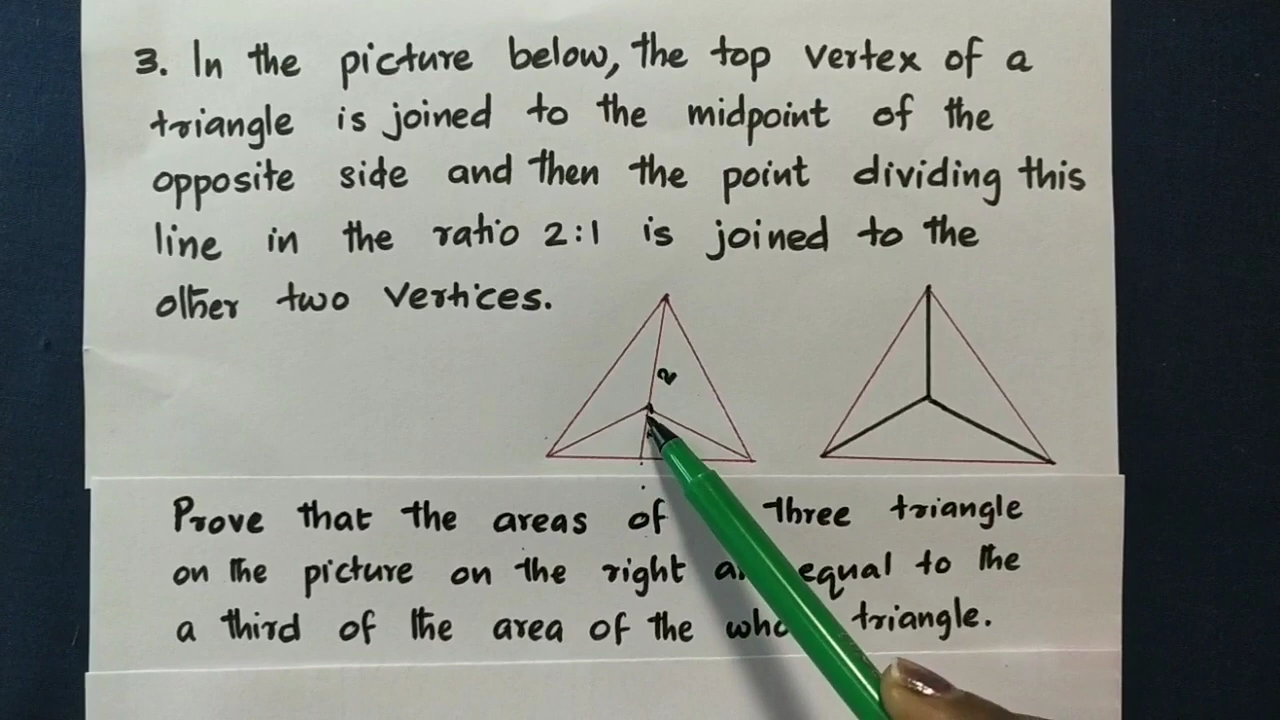 3. In the picture below, the top vertex of a
triangle is joined to the midpoint of the
opposite side and then the point dividing this
line in the ratio 2:1 is joined to the
other two vertices.
2
Prove that the areas of three triangle
on the picture on the right equal to the
a third of the area of the triangle.